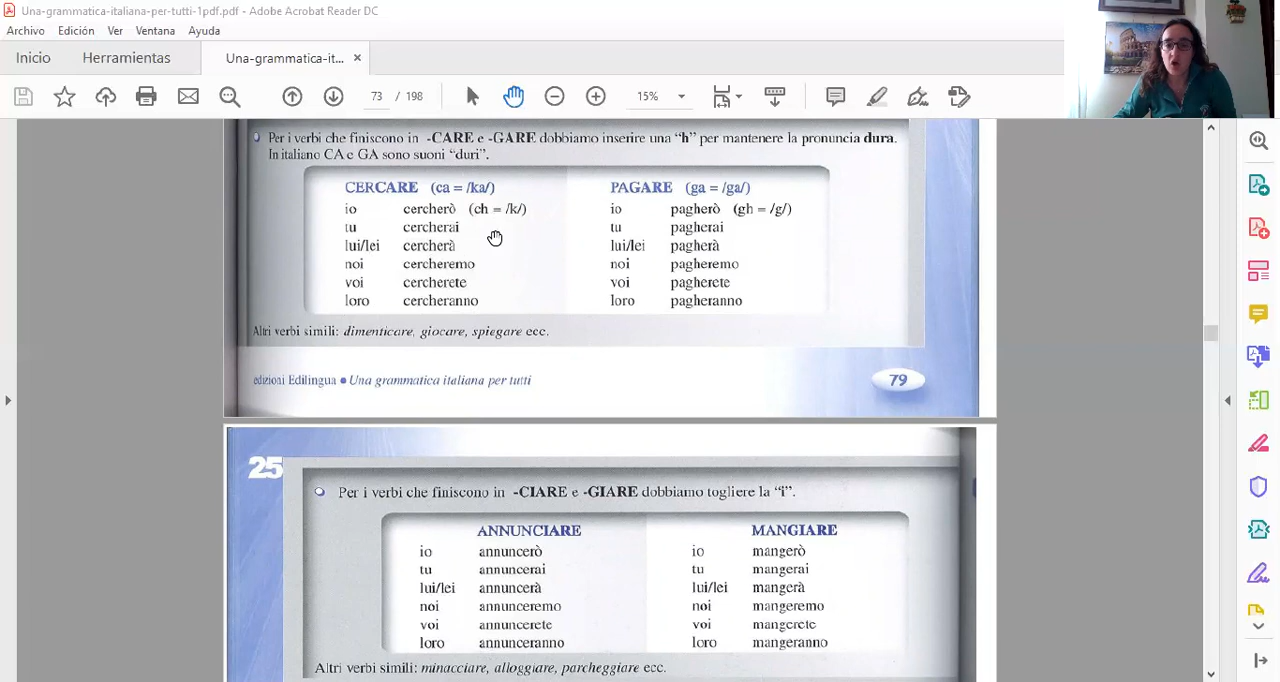 Una-grammatica-italiana-per-tutti-1pdf.pdf - Adobe Acrobat Reader DC
Archivo Edición Ver Ventana Ayuda
Inicio Herramientas Una-grammatica-it... ×
73 / 198 15%
Per i verbi che finiscono in -CARE e -GARE dobbiamo inserire una "h" per mantenere la pronuncia dura.
In italiano CA e GA sono suoni "duri".
CERCARE (ca = /ka/) PAGARE (ga = /ga/)
io cercherò (ch = /k/) io pagherò (gh = /g/)
tu cercherai tu pagherai
lui/lei cercherà lui/lei pagherà
noi cercheremo noi pagheremo
voi cercherete voi pagherete
loro cercheranno loro pagheranno
Altri verbi simili: dimenticare, giocare, spiegare ecc.
edizioni Edilingua ● Una grammatica italiana per tutti 79
25
Per i verbi che finiscono in -CIARE e -GIARE dobbiamo togliere la "i".
ANNUNCIARE MANGIARE
io annuncerò io mangerò
tu annuncerai tu mangerai
lui/lei annuncerà lui/lei mangerà
noi annunceremo noi mangeremo
voi annuncerete voi mangerete
loro annunceranno loro mangeranno
Altri verbi simili: minacciare, alloggiare, parcheggiare ecc.